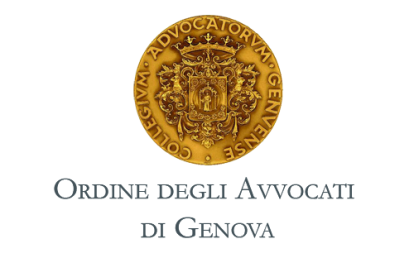 COLLEGIVM · ADVOCATORVM · GENVENSE ·
ORDINE DEGLI AVVOCATI
DI GENOVA